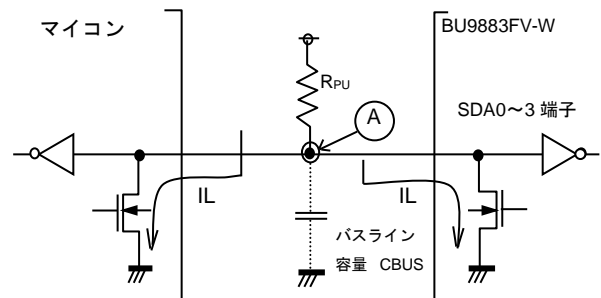 マイコン
BU9883FV-W
RPU
A
SDA0～3 端子
IL
IL
バスライン
容量 CBUS